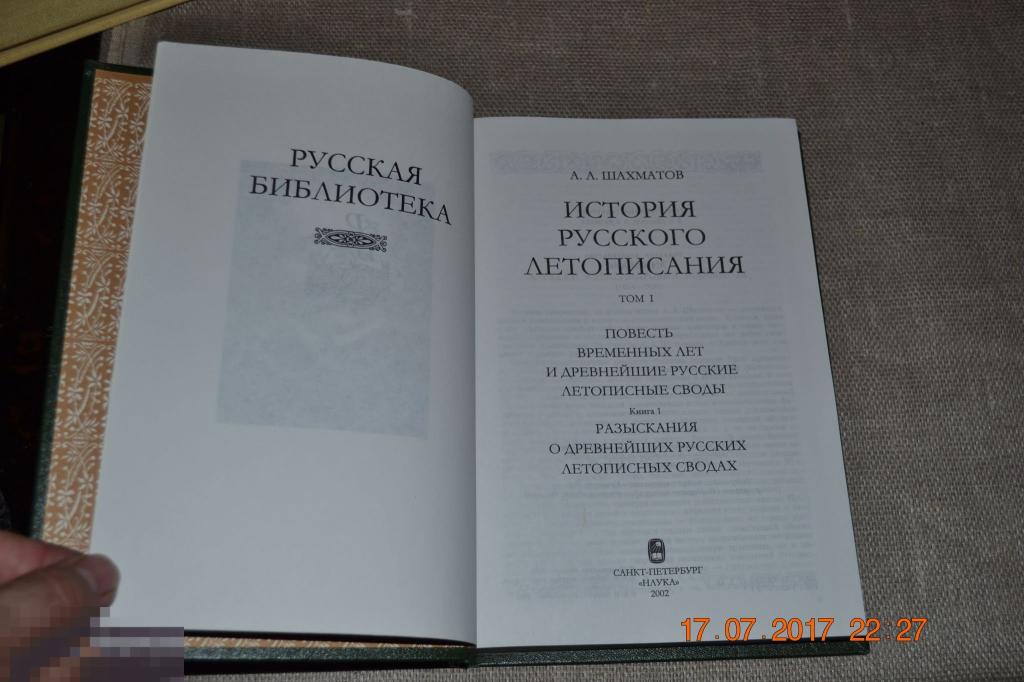 РУССКАЯ
БИБЛИОТЕКА
А. А. ШАХМАТОВ
ИСТОРИЯ
РУССКОГО
ЛЕТОПИСАНИЯ
ТОМ I
ПОВЕСТЬ
ВРЕМЕННЫХ ЛЕТ
И ДРЕВНЕЙШИЕ РУССКИЕ
ЛЕТОПИСНЫЕ СВОДЫ
Книга 1
РАЗЫСКАНИЯ
О ДРЕВНЕЙШИХ РУССКИХ
ЛЕТОПИСНЫХ СВОДАХ
САНКТ-ПЕТЕРБУРГ
«НАУКА»
2002
17.07.2017 22:27